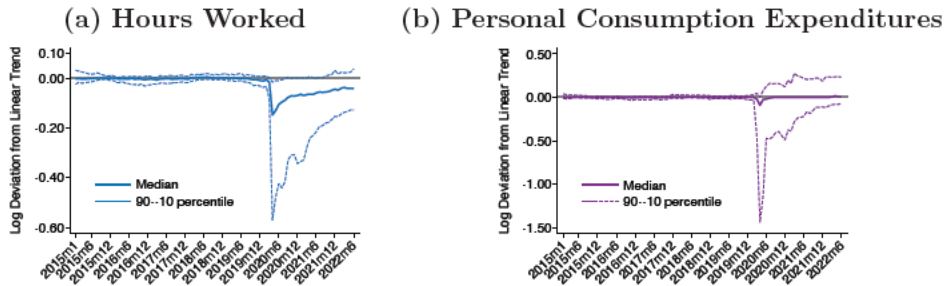 (a) Hours Worked
Log Deviation from Linear Trend
0.10
0.00
-0.20
-0.40
-0.60
Median
90--10 percentile
2015m1
2015m6
2015m12
2016m6
2016m12
2017m6
2017m12
2018m6
2018m12
2019m6
2019m12
2020m6
2020m12
2021m6
2021m12
2022m6
(b) Personal Consumption Expenditures
Log Deviation from Linear Trend
0.50
0.00
-0.50
-1.00
-1.50
Median
90--10 percentile
2015m1
2015m6
2015m12
2016m6
2016m12
2017m6
2017m12
2018m6
2018m12
2019m6
2019m12
2020m6
2020m12
2021m6
2021m12
2022m6